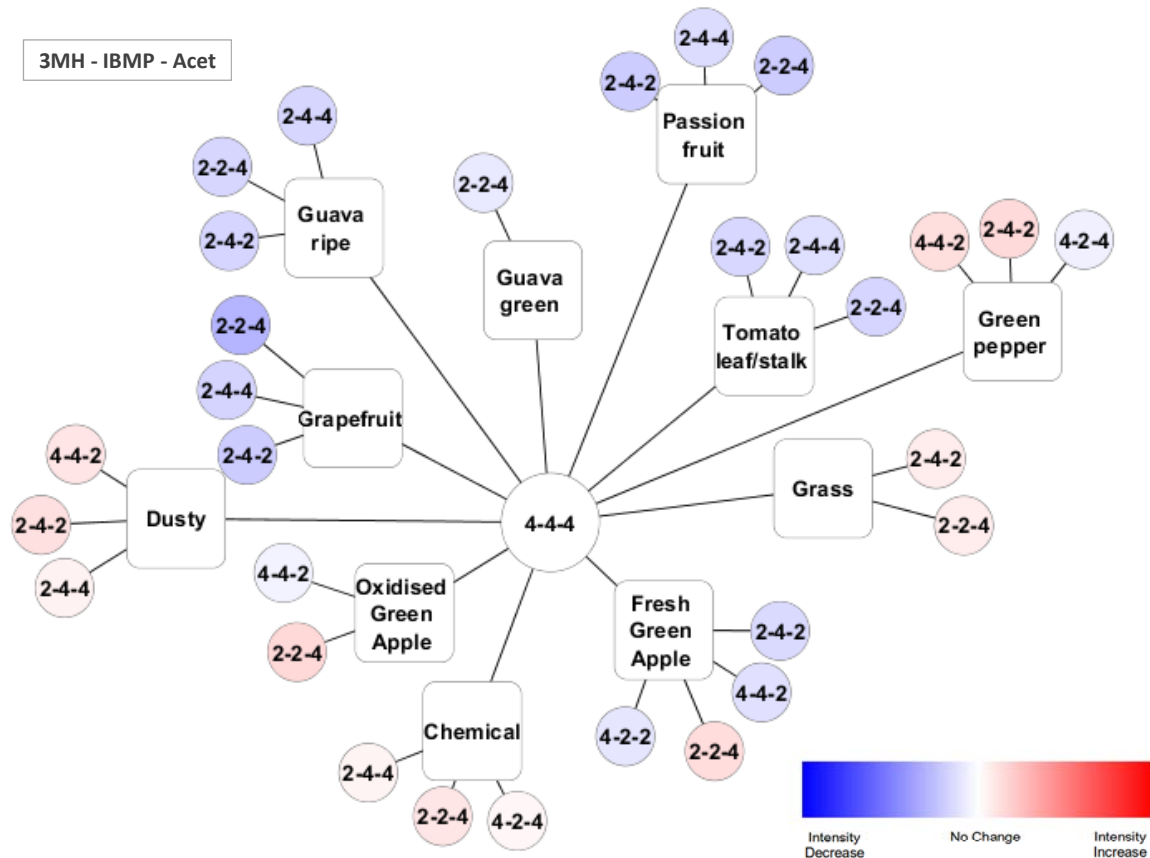 3MH - IBMP - Acet
2-4-4
2-4-2
2-2-4
Passion
fruit
2-4-4
2-2-4
2-4-2
Guava
ripe
2-2-4
Guava
green
2-4-2
2-4-4
2-2-4
Tomato
leaf/stalk
4-4-2
2-4-2
4-2-4
Green
pepper
2-2-4
2-4-4
2-4-2
Grapefruit
4-4-2
2-4-2
2-4-4
Dusty
4-4-4
Grass
2-4-2
2-2-4
4-4-2
2-2-4
Oxidised
Green
Apple
Fresh
Green
Apple
2-4-2
4-4-2
4-2-2
2-2-4
Chemical
2-4-4
2-2-4
4-2-4
Intensity
Decrease
No Change
Intensity
Increase